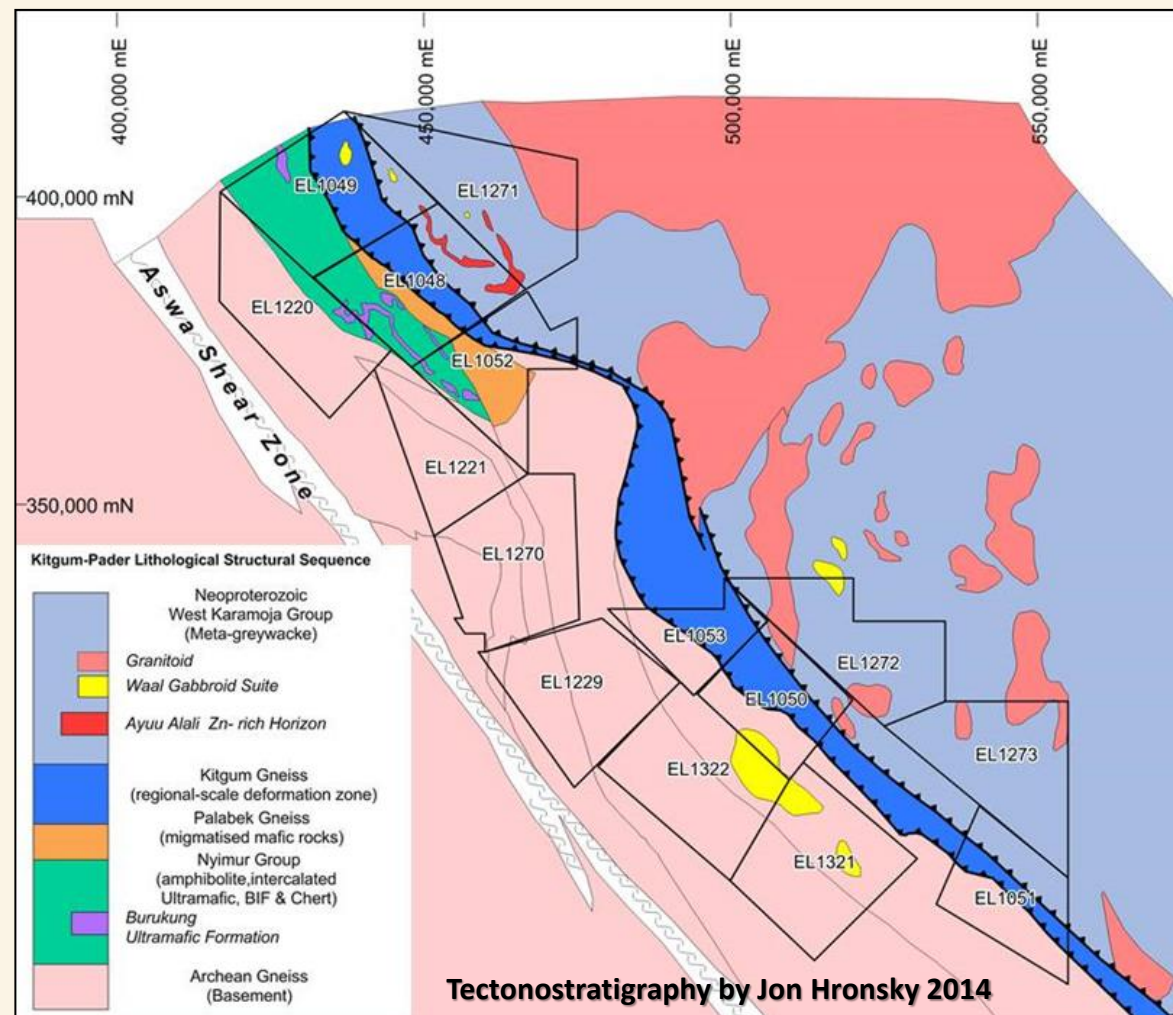 400,000 mE
450,000 mE
500,000 mE
550,000 mE
400,000 mN
350,000 mN
EL1049
EL1271
EL1048
EL1220
EL1052
Aswa Shear Zone
EL1221
EL1270
EL1053
EL1272
EL1229
EL1050
EL1273
EL1322
EL1321
EL1051
Kitgum-Pader Lithological Structural Sequence
Neoproterozoic
West Karamoja Group
(Meta-greywacke)
Granitoid
Waal Gabbroid Suite
Ayuu Alali Zn- rich Horizon
Kitgum Gneiss
(regional-scale deformation zone)
Palabek Gneiss
(migmatised mafic rocks)
Nyimur Group
(amphibolite,intercalated
Ultramafic, BIF & Chert)
Burukung
Ultramafic Formation
Archean Gneiss
(Basement)
Tectonostratigraphy by Jon Hronsky 2014